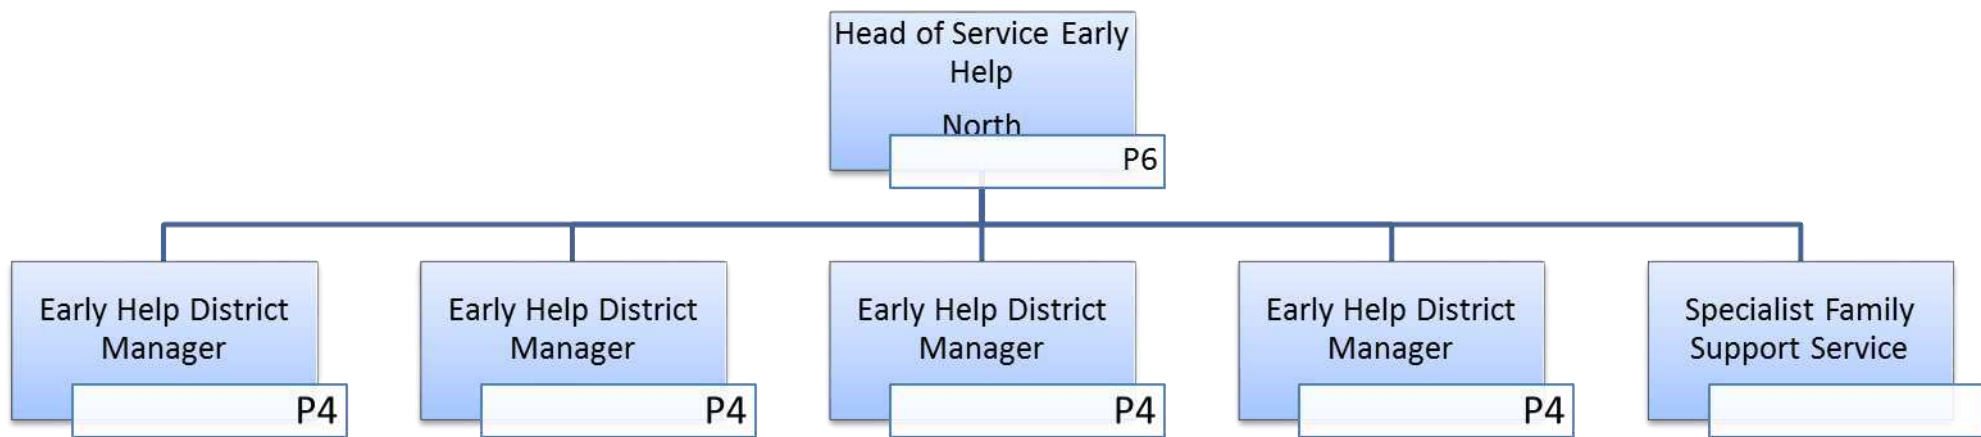 Head of Service Early
Help
North
P6
Early Help District
Manager
P4
Early Help District
Manager
P4
Early Help District
Manager
P4
Early Help District
Manager
P4
Specialist Family
Support Service